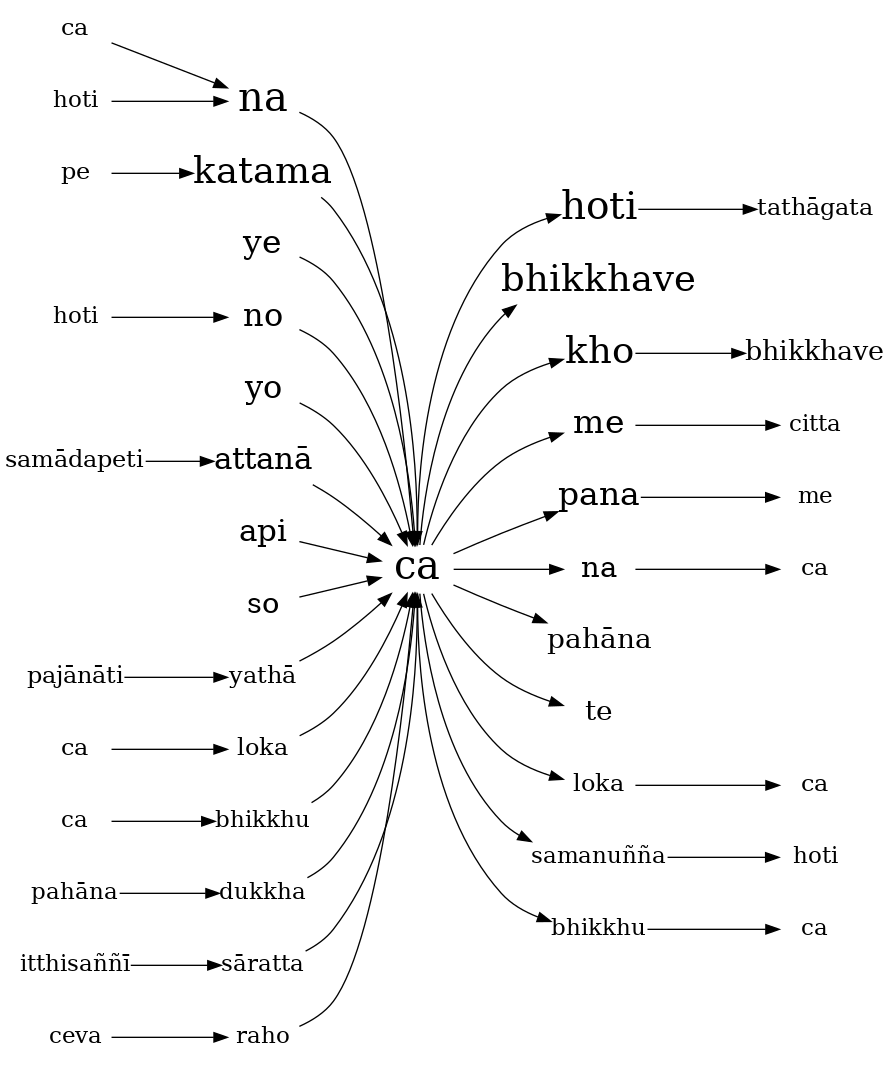 ca
hoti
na
pe
katama
ye
hoti
no
yo
samādapeti
attanā
api
so
pajānāti
yathā
ca
loka
ca
bhikkhu
pahāna
dukkha
itthisaññī
sāratta
ceva
raho
ca
hoti
tathāgata
bhikkhave
kho
bhikkhave
me
citta
pana
me
na
ca
pahāna
te
loka
ca
samanuñña
hoti
bhikkhu
ca